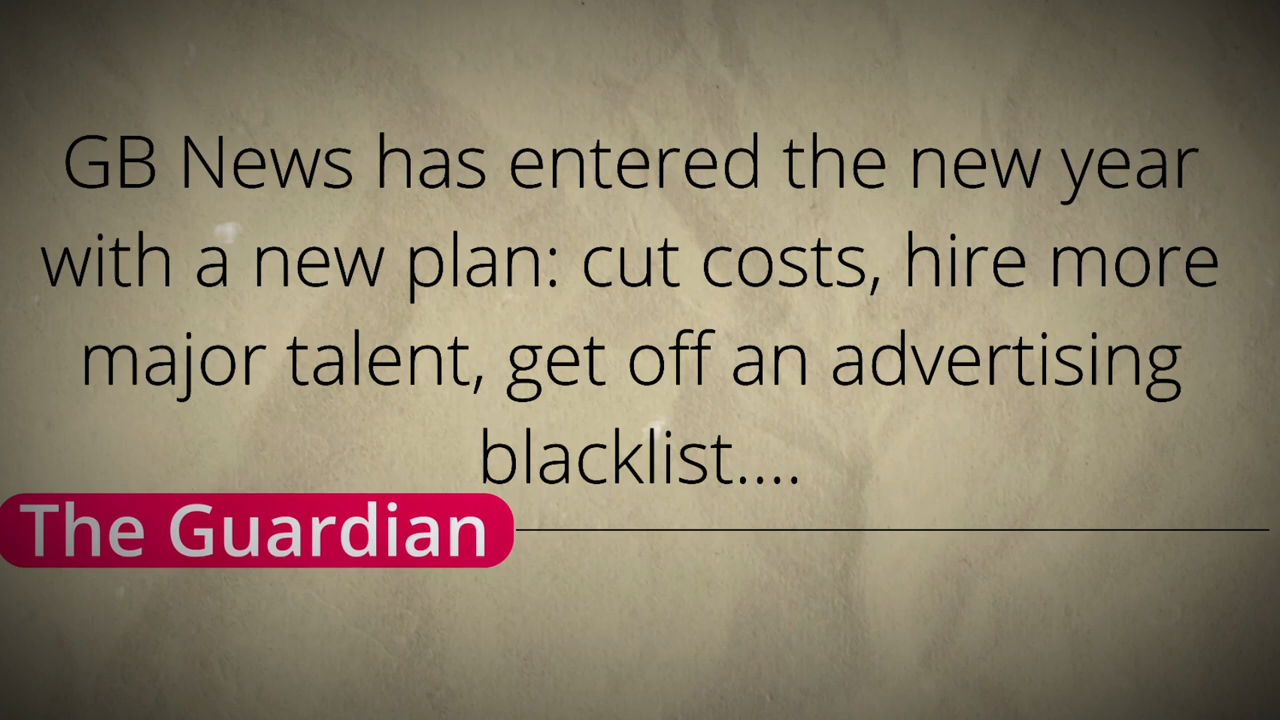 GB News has entered the new year
with a new plan: cut costs, hire more
major talent, get off an advertising
blacklist....
The Guardian